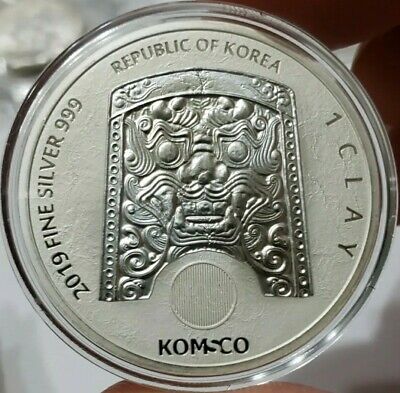 REPUBLIC OF KOREA
2019 FINE SILVER 999
1 CLAY
KOMSCO